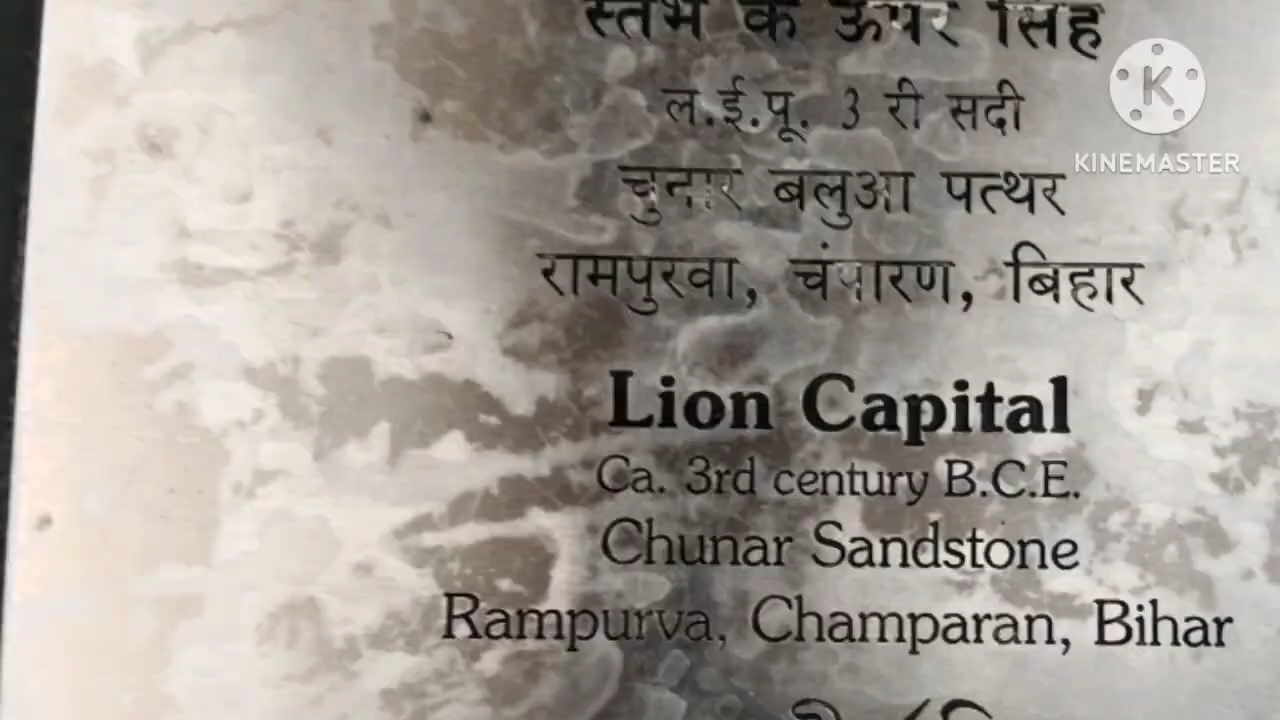 स्तंभ के ऊपर सिंह
ल.ई.पू. 3 री सदी
चुनार बलुआ पत्थर
रामपुरवा, चंपारण, बिहार
Lion Capital
Ca. 3rd century B.C.E.
Chunar Sandstone
Rampurva, Champaran, Bihar
K
KINEMASTER